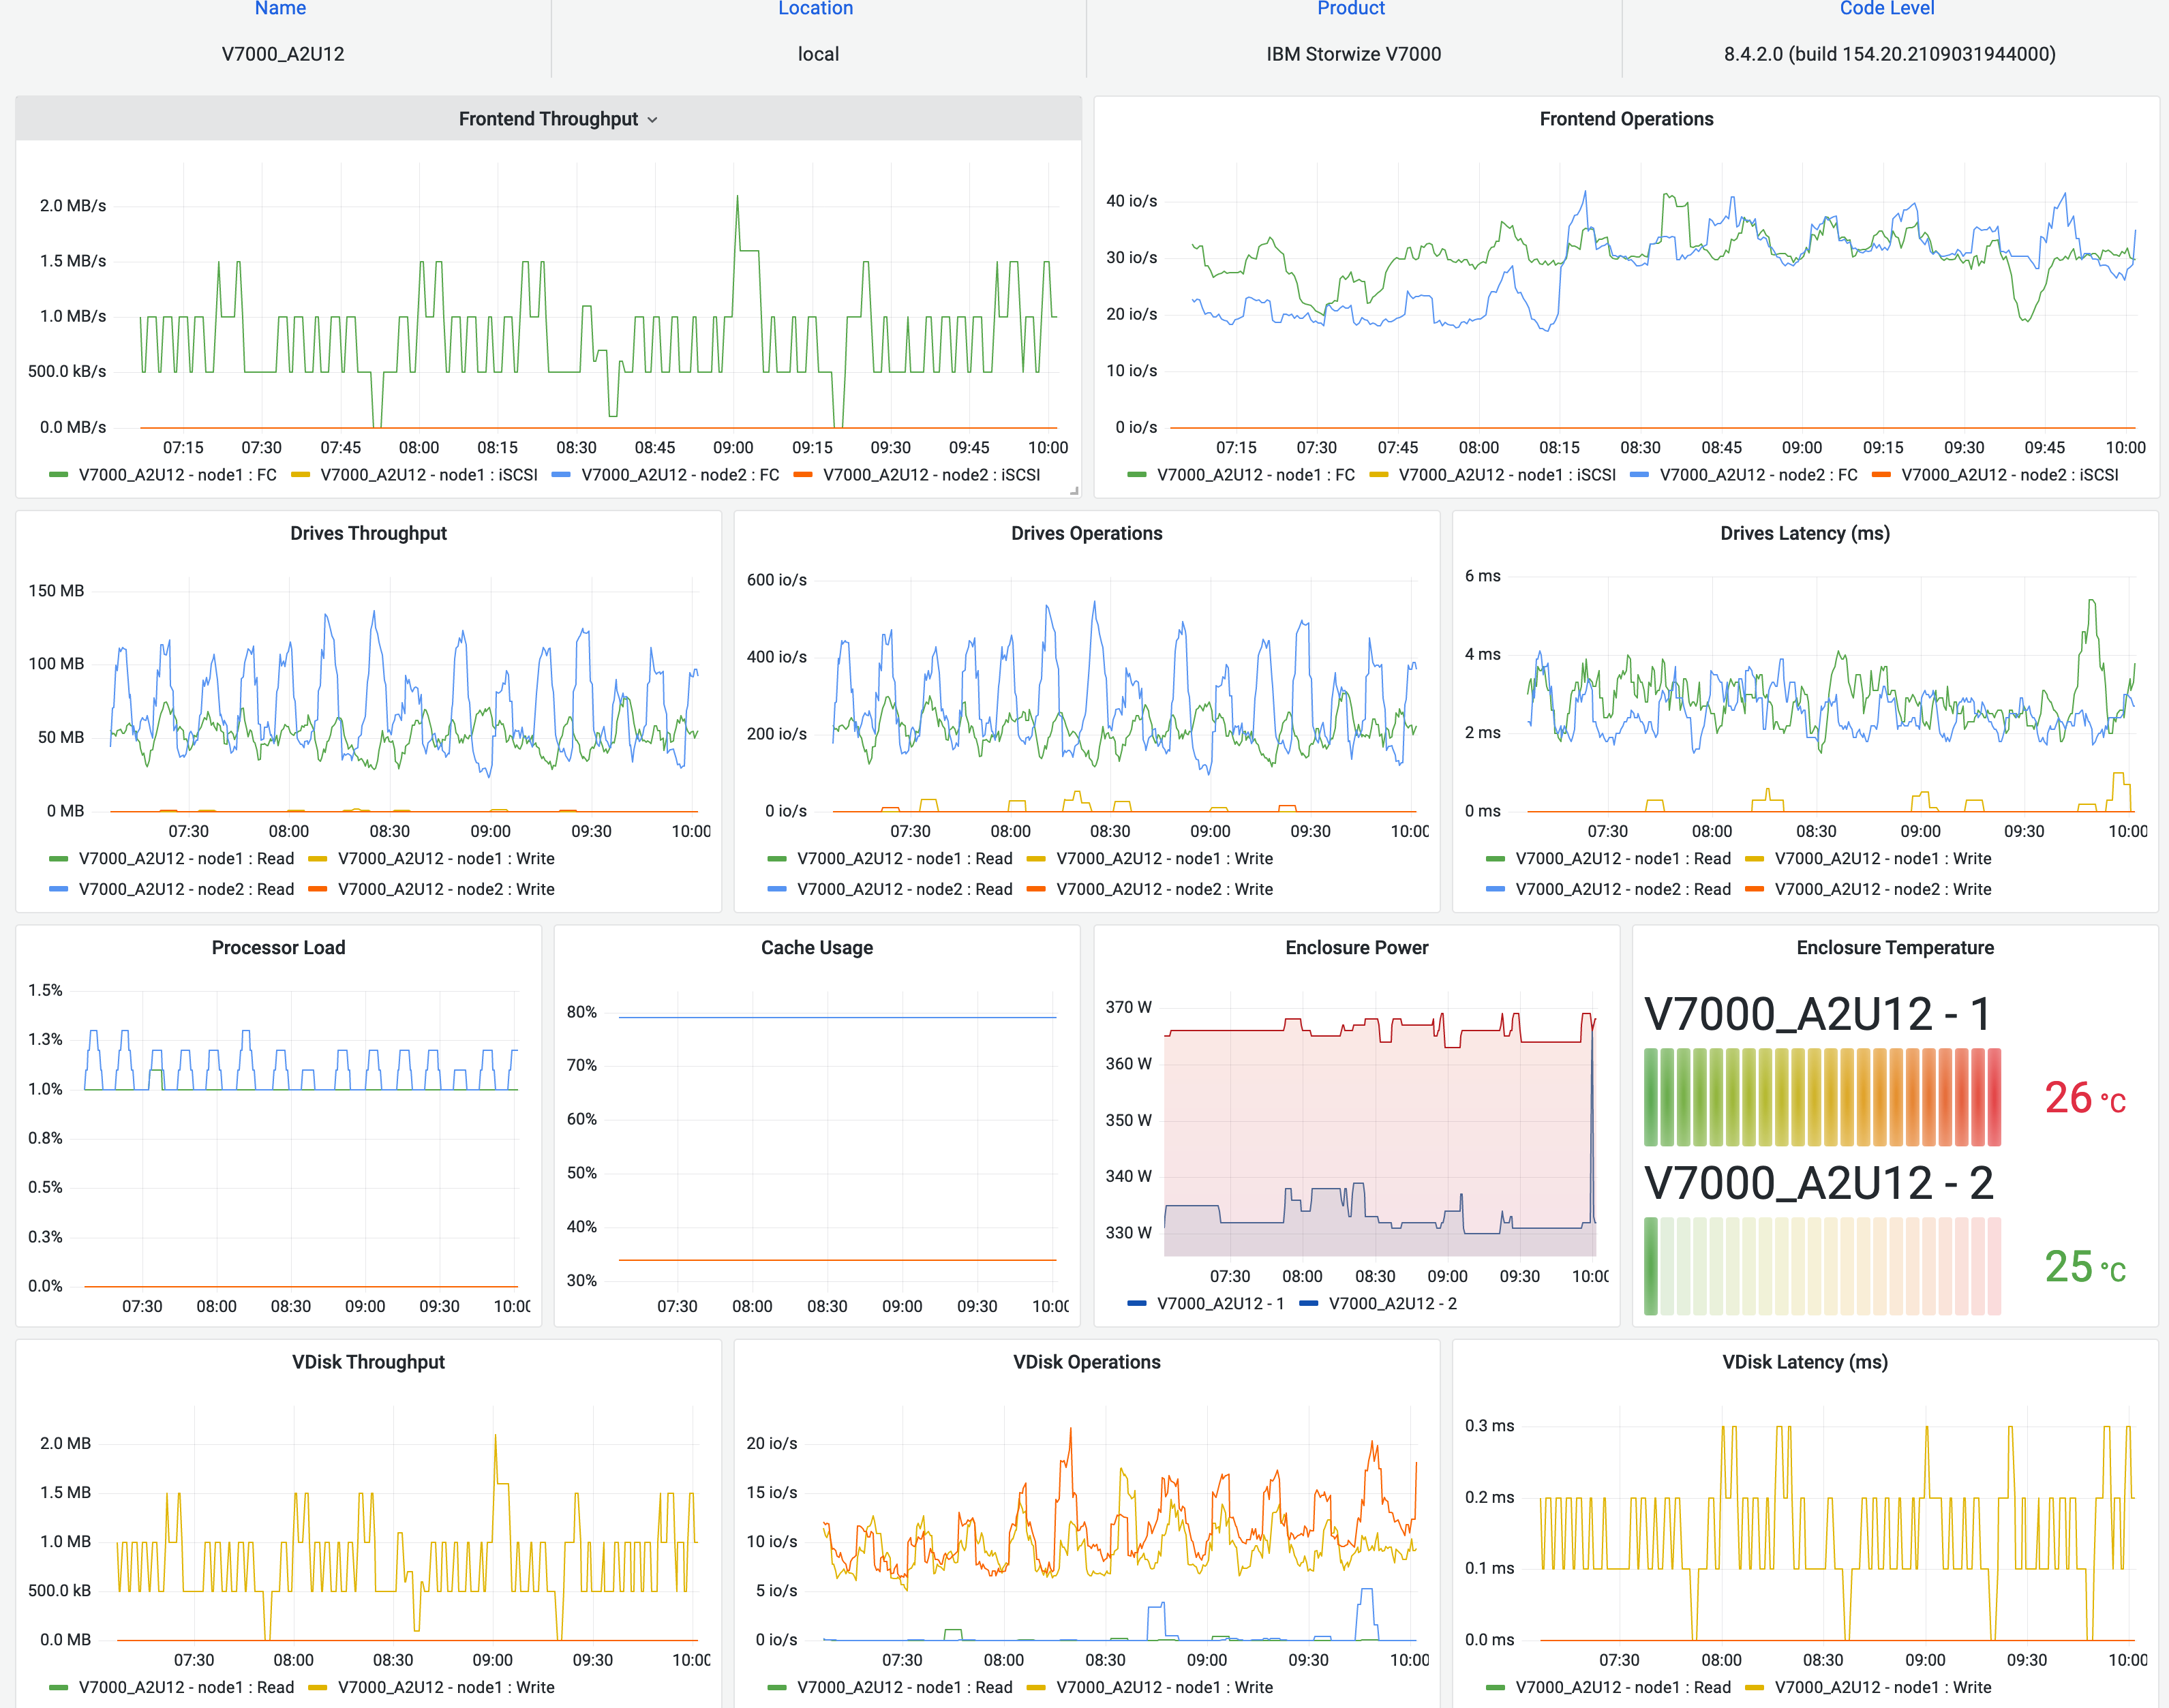 Name Location Product Code Level
V7000_A2U12 local IBM Storwize V7000 8.4.2.0 (build 154.20.2109031944000)
Frontend Throughput
2.0 MB/s
1.5 MB/s
1.0 MB/s
500.0 kB/s
0.0 MB/s
07:15 07:30 07:45 08:00 08:15 08:30 08:45 09:00 09:15 09:30 09:45 10:00
V7000_A2U12 - node1 : FC V7000_A2U12 - node1 : iSCSI V7000_A2U12 - node2 : FC V7000_A2U12 - node2 : iSCSI
Frontend Operations
40 io/s
30 io/s
20 io/s
10 io/s
0 io/s
07:15 07:30 07:45 08:00 08:15 08:30 08:45 09:00 09:15 09:30 09:45 10:00
V7000_A2U12 - node1 : FC V7000_A2U12 - node1 : iSCSI V7000_A2U12 - node2 : FC V7000_A2U12 - node2 : iSCSI
Drives Throughput
150 MB
100 MB
50 MB
0 MB
07:30 08:00 08:30 09:00 09:30 10:00
V7000_A2U12 - node1 : Read V7000_A2U12 - node1 : Write
V7000_A2U12 - node2 : Read V7000_A2U12 - node2 : Write
Drives Operations
600 io/s
400 io/s
200 io/s
0 io/s
07:30 08:00 08:30 09:00 09:30 10:00
V7000_A2U12 - node1 : Read V7000_A2U12 - node1 : Write
V7000_A2U12 - node2 : Read V7000_A2U12 - node2 : Write
Drives Latency (ms)
6 ms
4 ms
2 ms
0 ms
07:30 08:00 08:30 09:00 09:30 10:00
V7000_A2U12 - node1 : Read V7000_A2U12 - node1 : Write
V7000_A2U12 - node2 : Read V7000_A2U12 - node2 : Write
Processor Load
1.5%
1.3%
1.0%
0.8%
0.5%
0.3%
0.0%
07:30 08:00 08:30 09:00 09:30 10:00
Cache Usage
80%
70%
60%
50%
40%
30%
07:30 08:00 08:30 09:00 09:30 10:00
Enclosure Power
370 W
360 W
350 W
340 W
330 W
07:30 08:00 08:30 09:00 09:30 10:00
V7000_A2U12 - 1 V7000_A2U12 - 2
Enclosure Temperature
V7000_A2U12 - 1
26 °C
V7000_A2U12 - 2
25 °C
VDisk Throughput
2.0 MB
1.5 MB
1.0 MB
500.0 kB
0.0 MB
07:30 08:00 08:30 09:00 09:30 10:00
V7000_A2U12 - node1 : Read V7000_A2U12 - node1 : Write
VDisk Operations
20 io/s
15 io/s
10 io/s
5 io/s
0 io/s
07:30 08:00 08:30 09:00 09:30 10:00
V7000_A2U12 - node1 : Read V7000_A2U12 - node1 : Write
VDisk Latency (ms)
0.3 ms
0.2 ms
0.1 ms
0.0 ms
07:30 08:00 08:30 09:00 09:30 10:00
V7000_A2U12 - node1 : Read V7000_A2U12 - node1 : Write